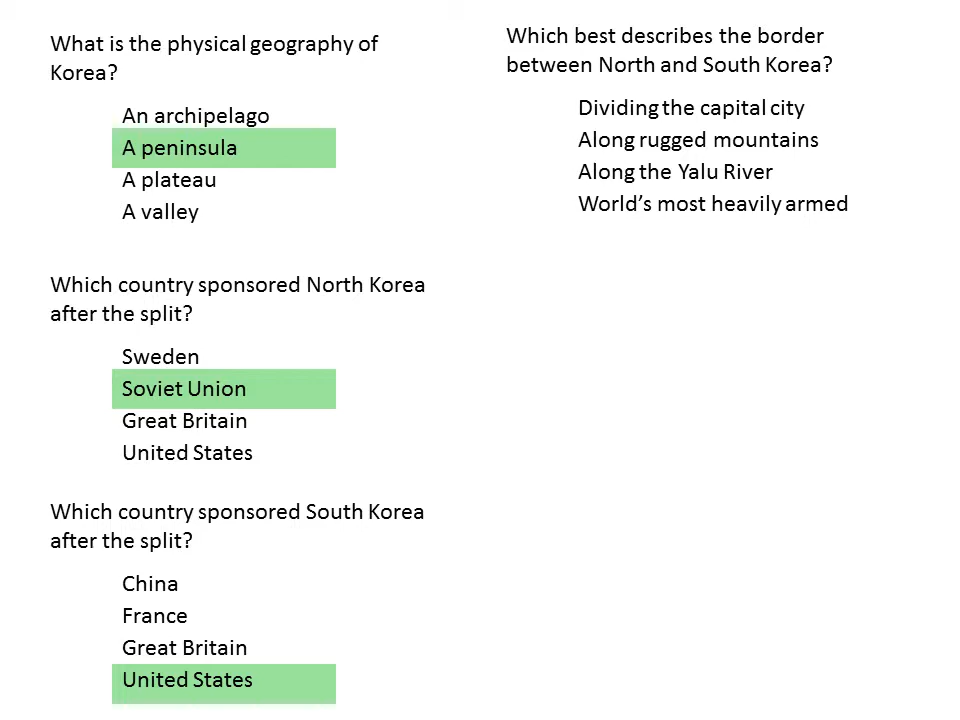 What is the physical geography of
Korea?
An archipelago
A peninsula
A plateau
A valley
Which country sponsored North Korea
after the split?
Sweden
Soviet Union
Great Britain
United States
Which country sponsored South Korea
after the split?
China
France
Great Britain
United States
Which best describes the border
between North and South Korea?
Dividing the capital city
Along rugged mountains
Along the Yalu River
World’s most heavily armed